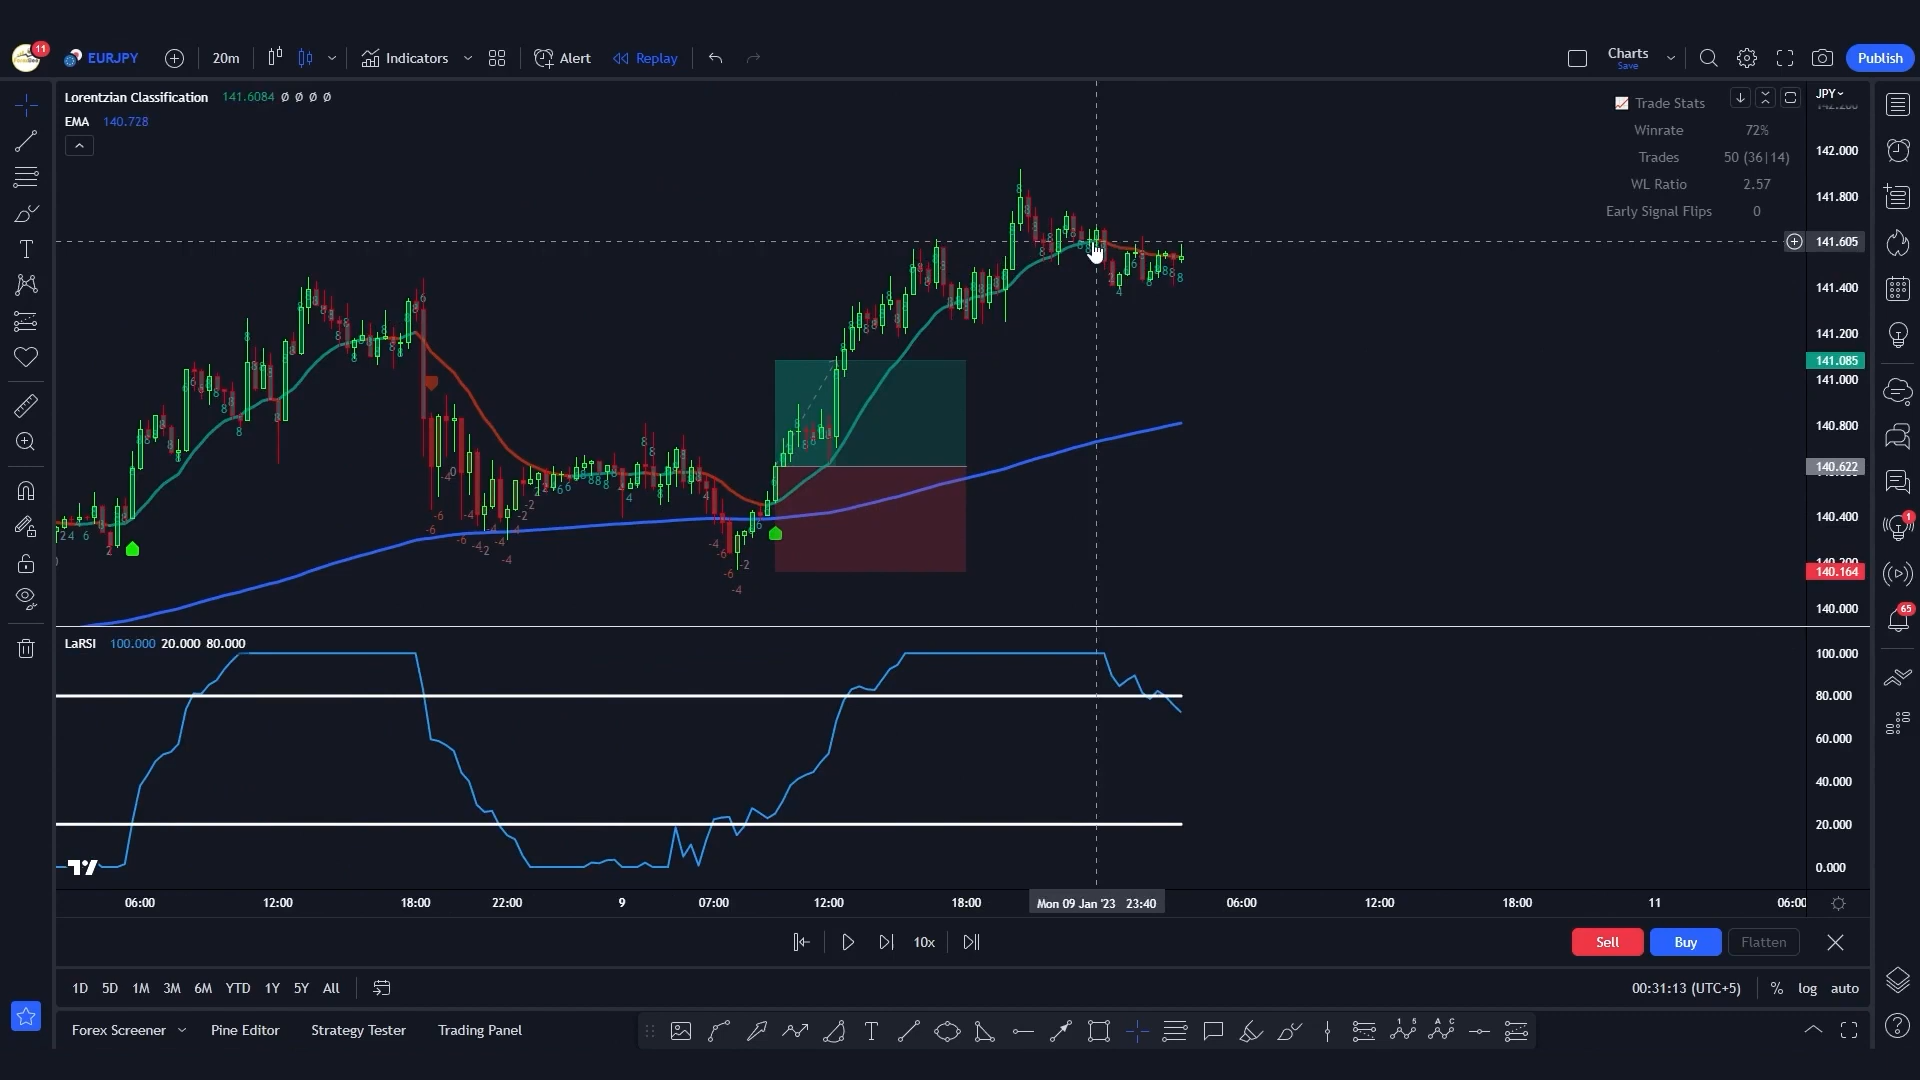 11
EURJPY
20m
Indicators
Alert
Replay
Charts
Save
Publish
Lorentzian Classification 141.6084 Ø Ø Ø Ø
EMA 140.728
Trade Stats
Winrate 72%
Trades 50 (36|14)
WL Ratio 2.57
Early Signal Flips 0
JPY
142.000
141.800
141.605
141.400
141.200
141.085
141.000
140.800
140.622
140.400
140.164
140.000
LaRSI 100.000 20.000 80.000
100.000
80.000
60.000
40.000
20.000
0.000
1
65
06:00 12:00 18:00 22:00 9 07:00 12:00 18:00 Mon 09 Jan '23 23:40 06:00 12:00 18:00 11 06:00
10x
Sell Buy Flatten
1D 5D 1M 3M 6M YTD 1Y 5Y All
00:31:13 (UTC+5) % log auto
Forex Screener Pine Editor Strategy Tester Trading Panel